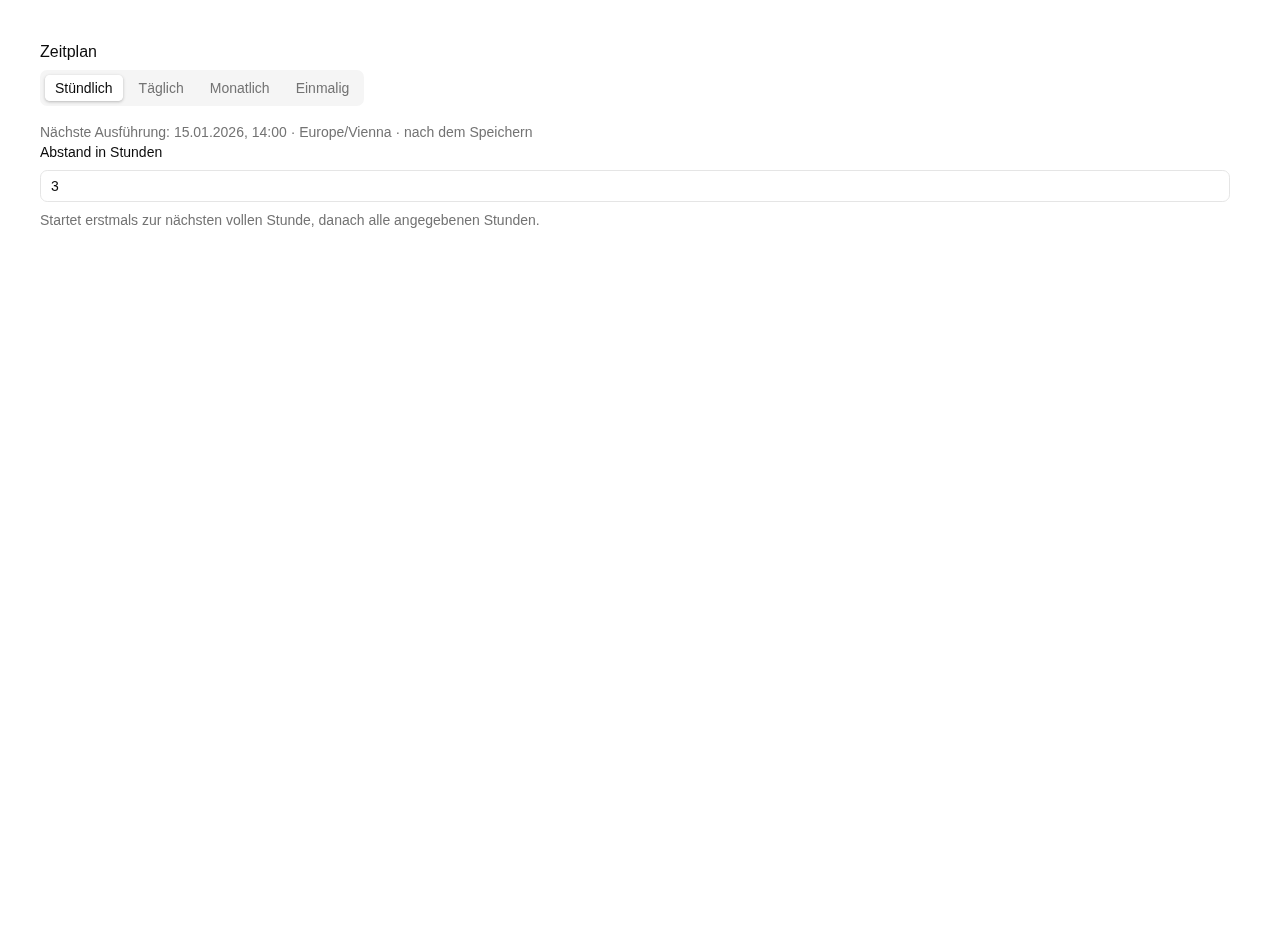 Zeitplan
Stündlich Täglich Monatlich Einmalig
Nächste Ausführung: 15.01.2026, 14:00 · Europe/Vienna · nach dem Speichern
Abstand in Stunden
3
Startet erstmals zur nächsten vollen Stunde, danach alle angegebenen Stunden.